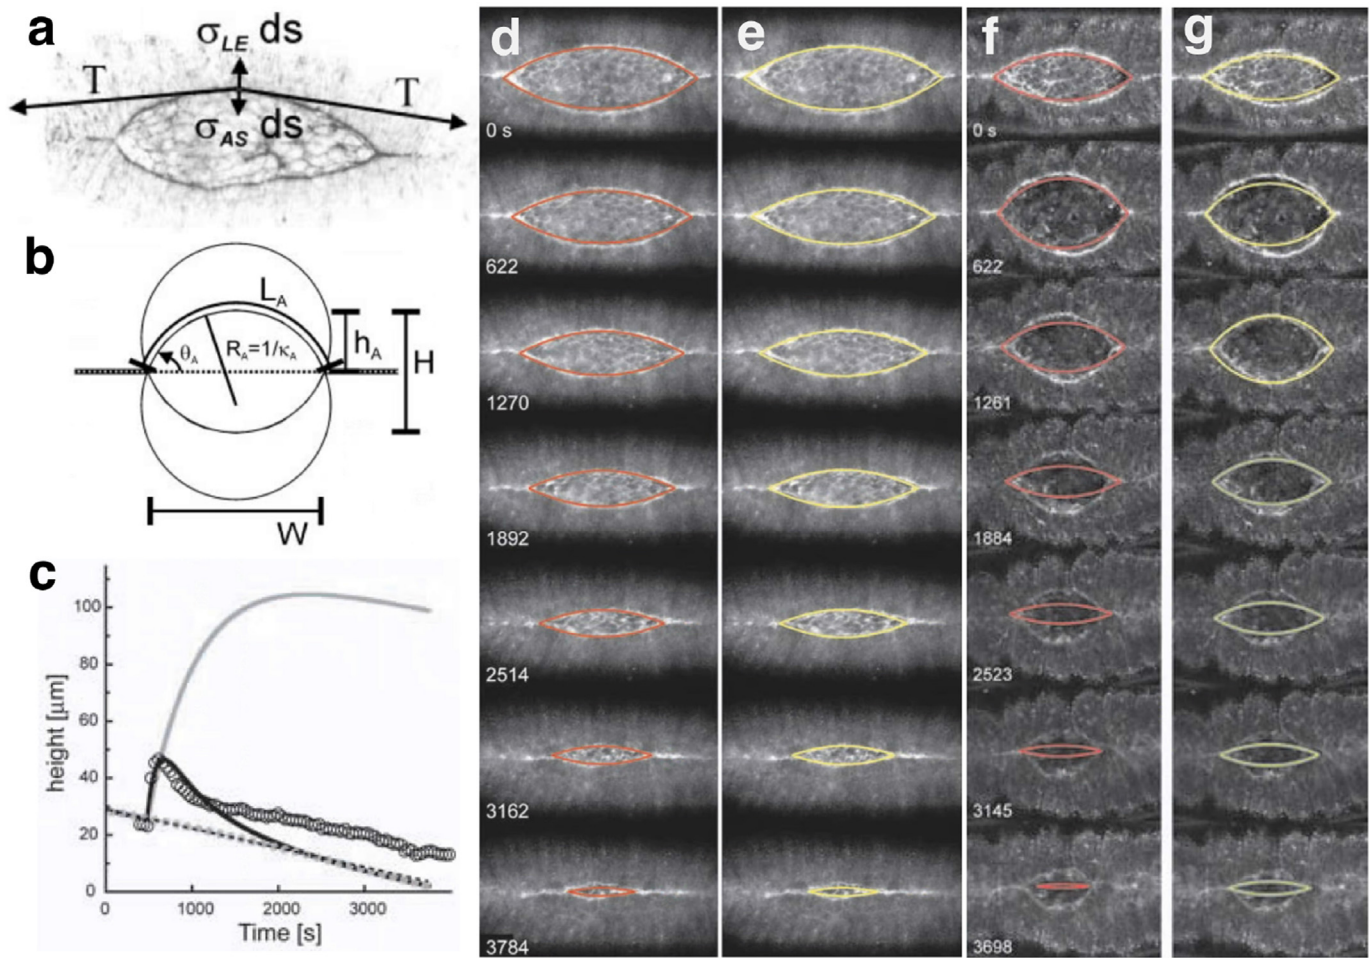 a
σLE ds
T
T
σAS ds
b
LA
θA
RA=1/κA
hA
H
W
c
height [µm]
100
80
60
40
20
0
0
1000
2000
3000
Time [s]
d
e
0 s
622
1270
1892
2514
3162
3784
f
g
0 s
622
1261
1884
2523
3145
3698